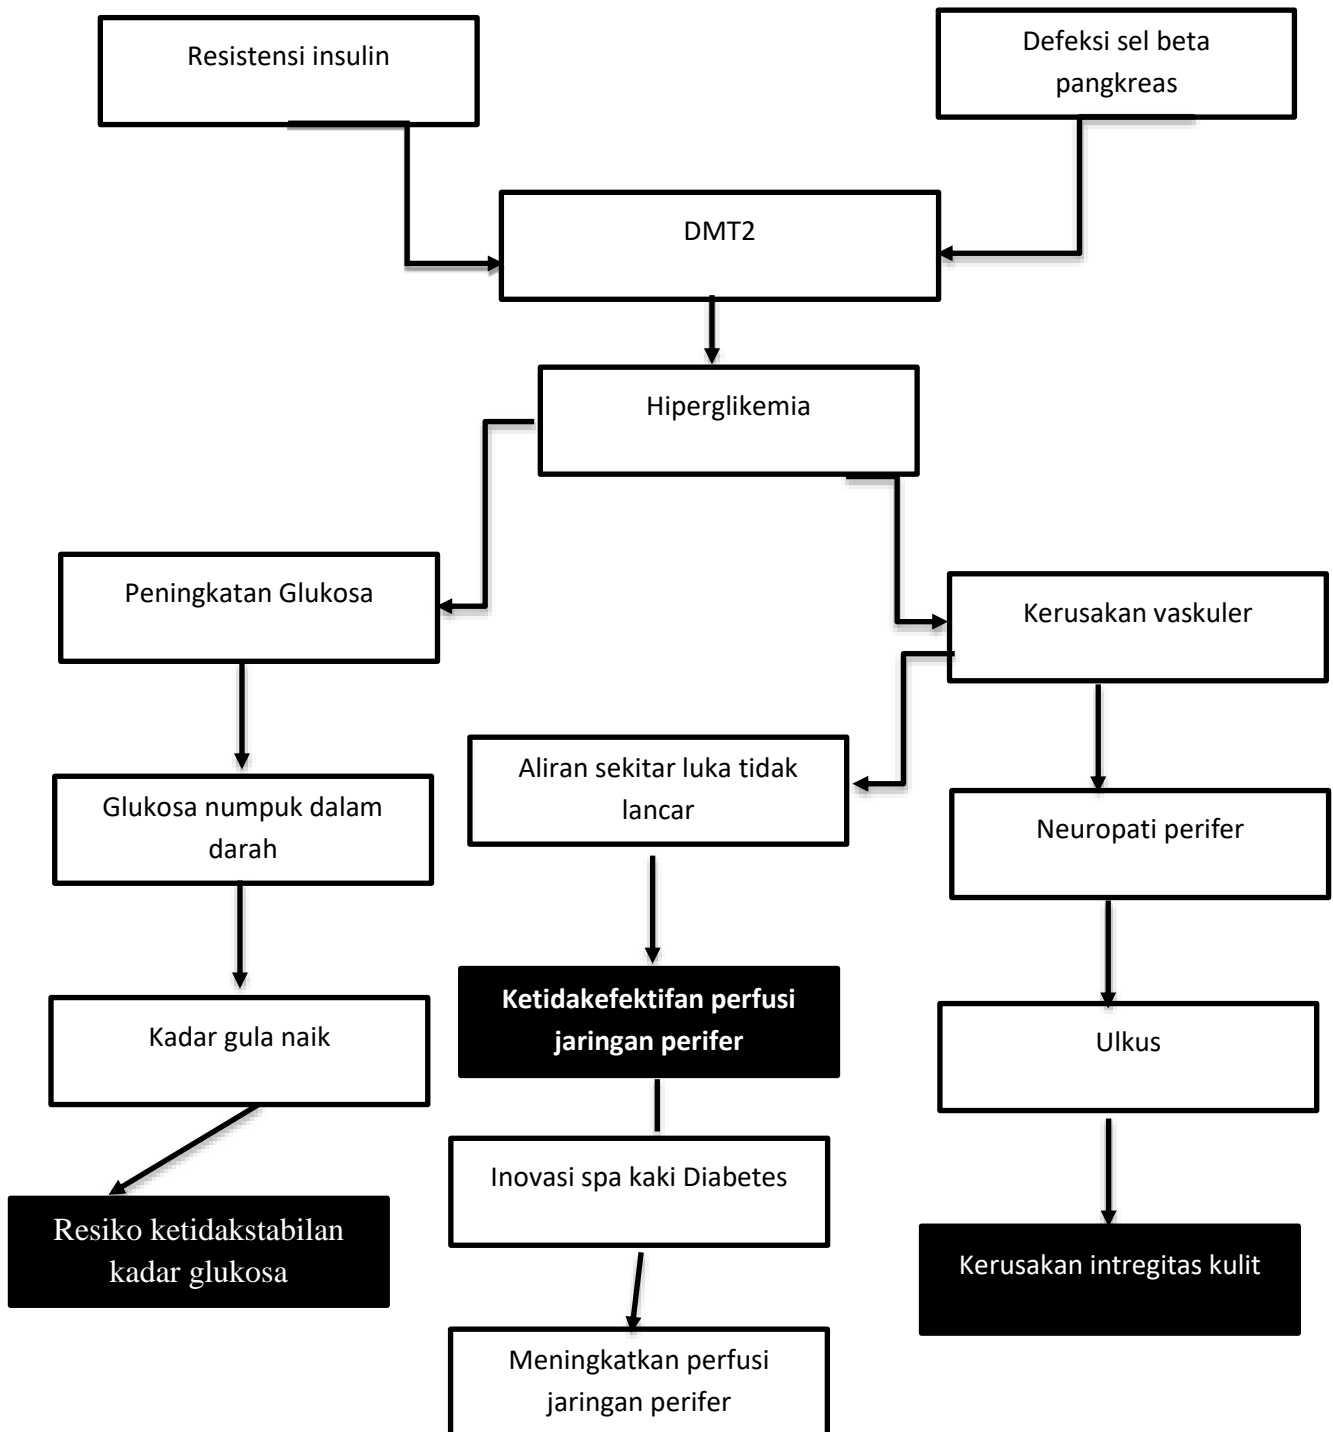 Resistensi insulin
Defeksi sel beta
pangkreas
DMT2
Hiperglikemia
Peningkatan Glukosa
Kerusakan vaskuler
Aliran sekitar luka tidak
lancar
Glukosa numpuk dalam
darah
Neuropati perifer
Ketidakefektifan perfusi
jaringan perifer
Kadar gula naik
Ulkus
Inovasi spa kaki Diabetes
Resiko ketidakstabilan
kadar glukosa
Kerusakan intregitas kulit
Meningkatkan perfusi
jaringan perifer